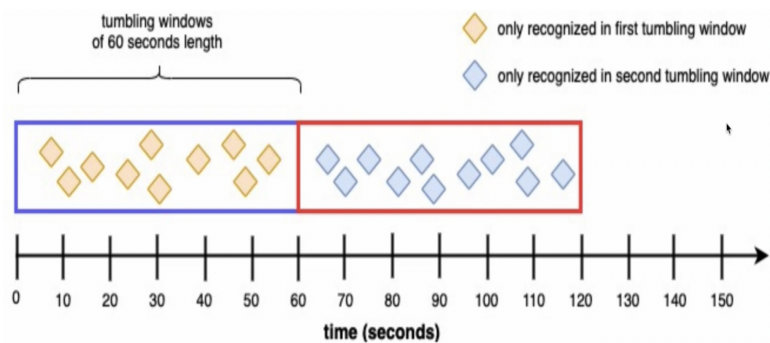 tumbling windows
of 60 seconds length
only recognized in first tumbling window
only recognized in second tumbling window
0 10 20 30 40 50 60 70 80 90 100 110 120 130 140 150
time (seconds)